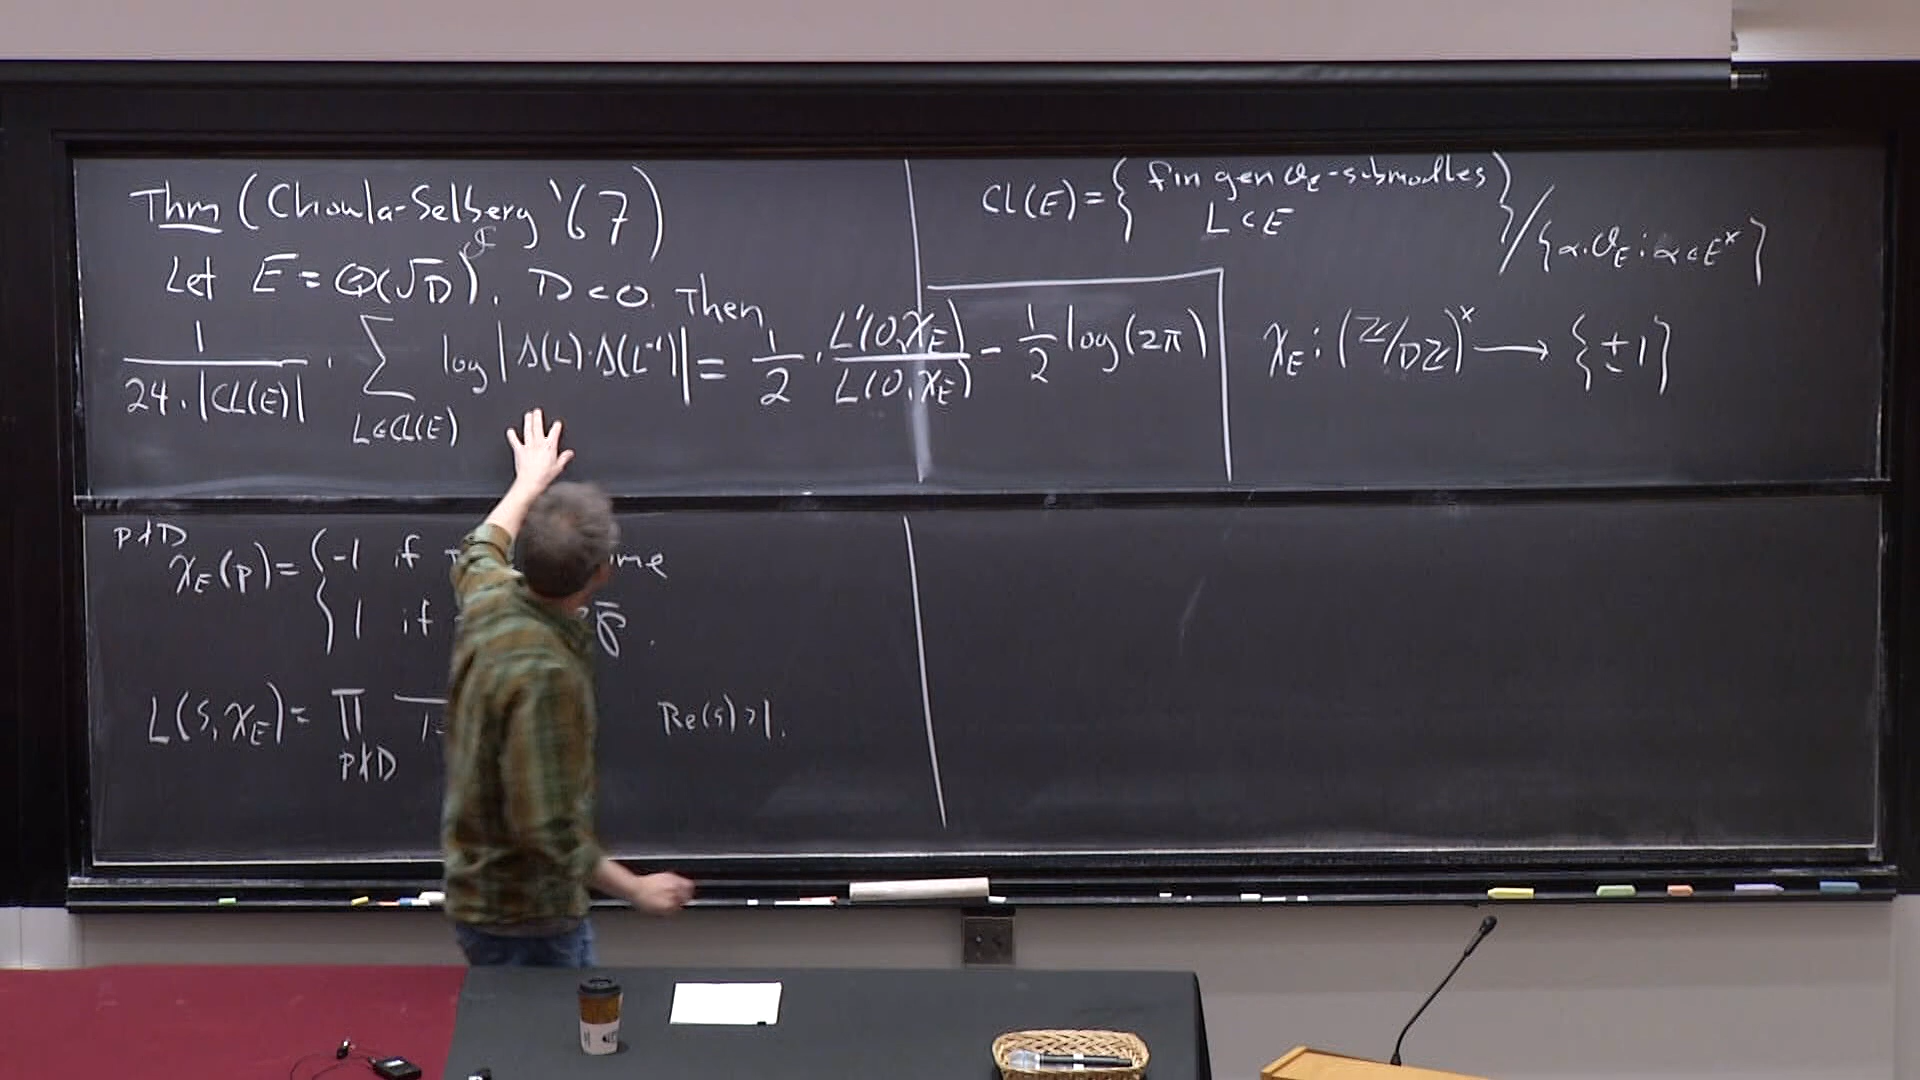 Thm (Chowla-Selberg '67)
Let E = ℚ(√D), D < 0. Then
1/(24·|CL(E)|) · ∑_{L∈CL(E)} log|Δ(L)·Δ(L⁻¹)| = 1/2 · L'(0,χ_E)/L(0,χ_E) − 1/2 log(2π)
CL(E) = { fin gen 𝒪_E-submodles L ⊂ E } / {α·𝒪_E : α ∈ E^×}
χ_E : (ℤ/Dℤ)^× ⟶ {±1}
p∤D
χ_E(p) = { -1 if
1 if
L(s,χ_E) = ∏_{p∤D} 1- Re(s)>1.